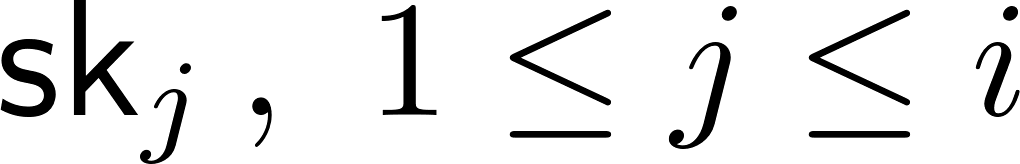 sk_j, 1 ≤ j ≤ i